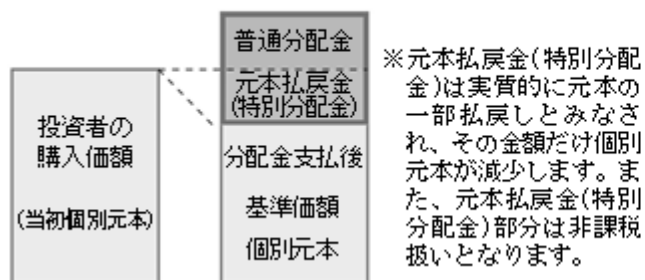 投資者の
購入価額
(当初個別元本)
普通分配金
元本払戻金
(特別分配金)
分配金支払後
基準価額
個別元本
※元本払戻金(特別分配
金)は実質的に元本の
一部払戻しとみなさ
れ、その金額だけ個別
元本が減少します。ま
た、元本払戻金(特別
分配金)部分は非課税
扱いとなります。